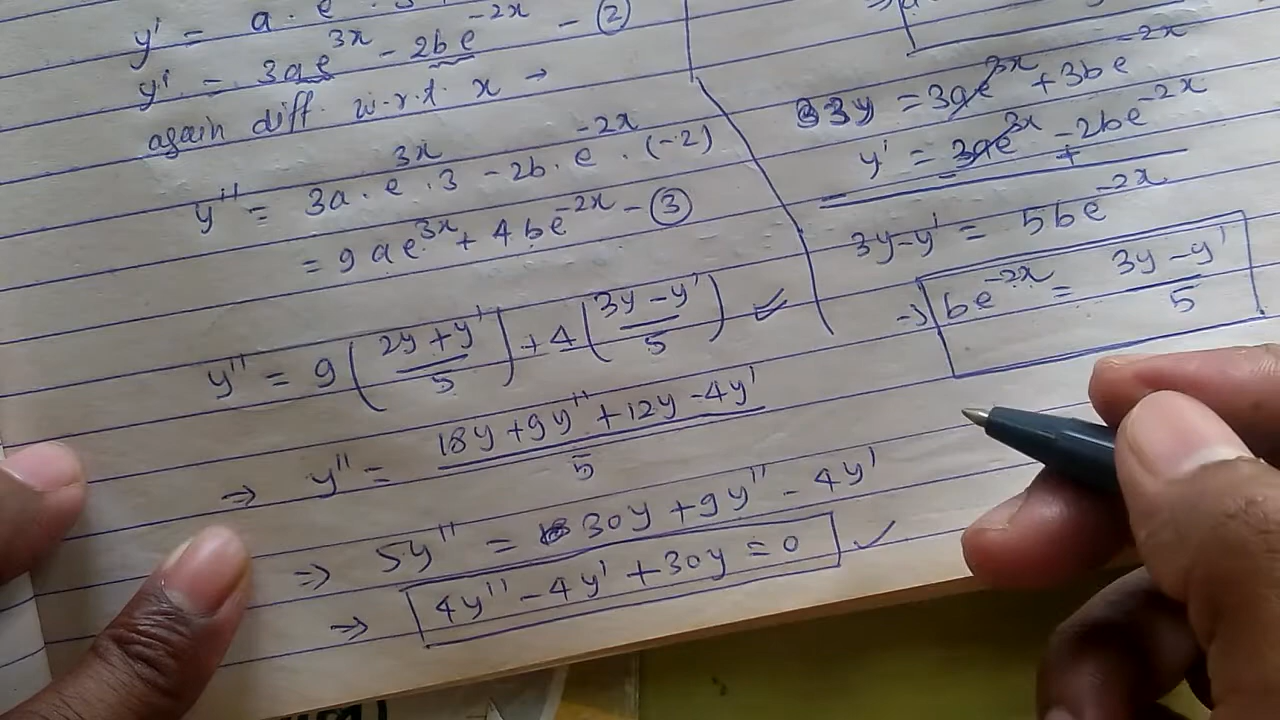 y' = a · e · 3
y' = 3ae^3x - 2be^-2x - ②
again diff. w.r.t. x →
y'' = 3a · e^3x · 3 - 2b · e^-2x · (-2)
= 9ae^3x + 4be^-2x - ③
y'' = 9((2y + y')/5) + 4((3y - y')/5)
⇒ y'' = (18y + 9y'' + 12y - 4y')/5
⇒ 5y'' = 30y + 9y'' - 4y'
⇒ 4y'' - 4y' + 30y = 0 ✓
3y = 3ae^3x + 3be^-2x
y' = 3ae^3x - 2be^-2x
- - +
3y - y' = 5be^-2x
⇒ be^-2x = (3y - y')/5